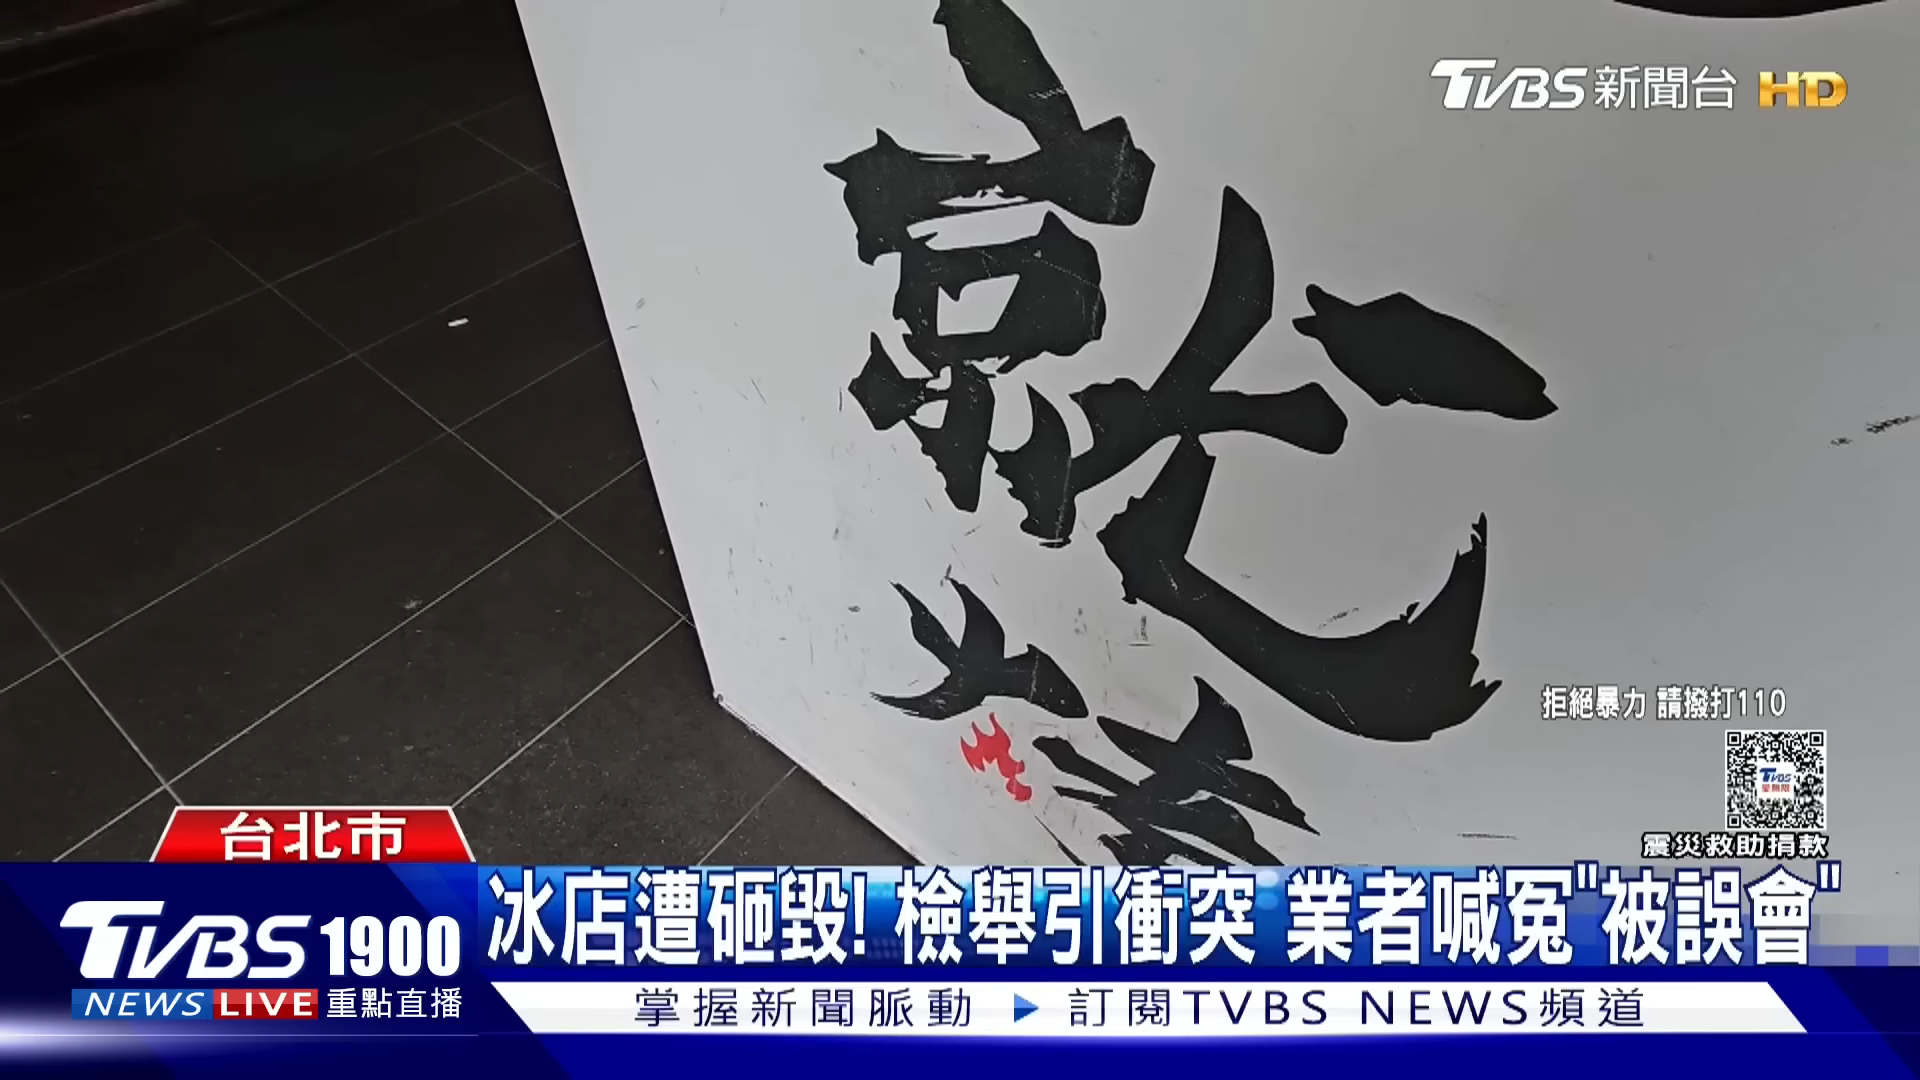 TVBS新聞台 HD
就
拒絕暴力 請撥打110
TVBS
震災救助捐款
台北市
冰店遭砸毀! 檢舉引衝突 業者喊冤"被誤會"
TVBS 1900
NEWS LIVE 重點直播
掌握新聞脈動 ▶ 訂閱TVBS NEWS頻道